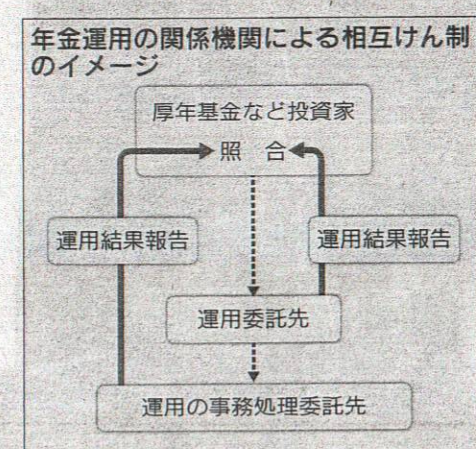 年金運用の関係機関による相互けん制
のイメージ
厚年基金など投資家
照　合
運用結果報告
運用結果報告
運用委託先
運用の事務処理委託先